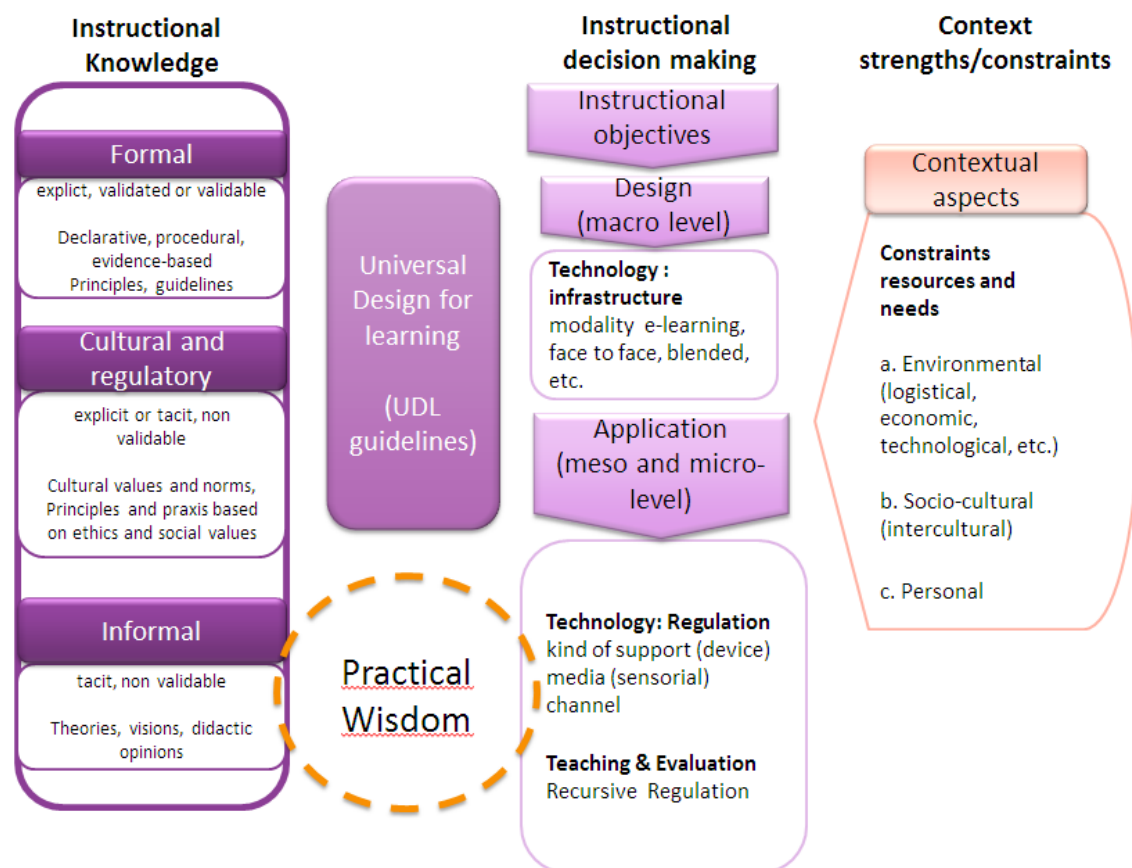 Instructional
Knowledge
Formal
explict, validated or validable
Declarative, procedural,
evidence-based
Principles, guidelines
Cultural and
regulatory
explicit or tacit, non
validable
Cultural values and norms,
Principles and praxis based
on ethics and social values
Informal
tacit, non validable
Theories, visions, didactic
opinions
Universal
Design for
learning
(UDL
guidelines)
Practical
Wisdom
Instructional
decision making
Instructional
objectives
Design
(macro level)
Technology :
infrastructure
modality e-learning,
face to face, blended,
etc.
Application
(meso and micro-
level)
Technology: Regulation
kind of support (device)
media (sensorial)
channel
Teaching & Evaluation
Recursive Regulation
Context
strengths/constraints
Contextual
aspects
Constraints
resources and
needs
a. Environmental
(logistical,
economic,
technological, etc.)
b. Socio-cultural
(intercultural)
c. Personal